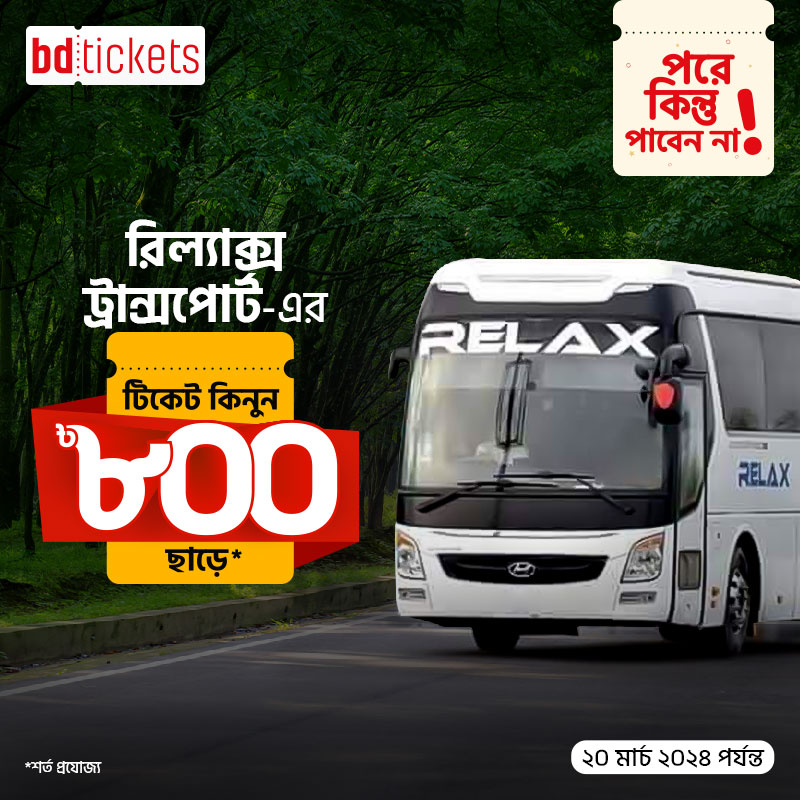 bdtickets
পরে
কিন্তু
পাবেন না!
রিল্যাক্স
ট্রান্সপোর্ট-এর
টিকেট কিনুন
৳৮০০
ছাড়ে*
RELAX
RELAX
*শর্ত প্রযোজ্য
২০ মার্চ ২০২৪ পর্যন্ত